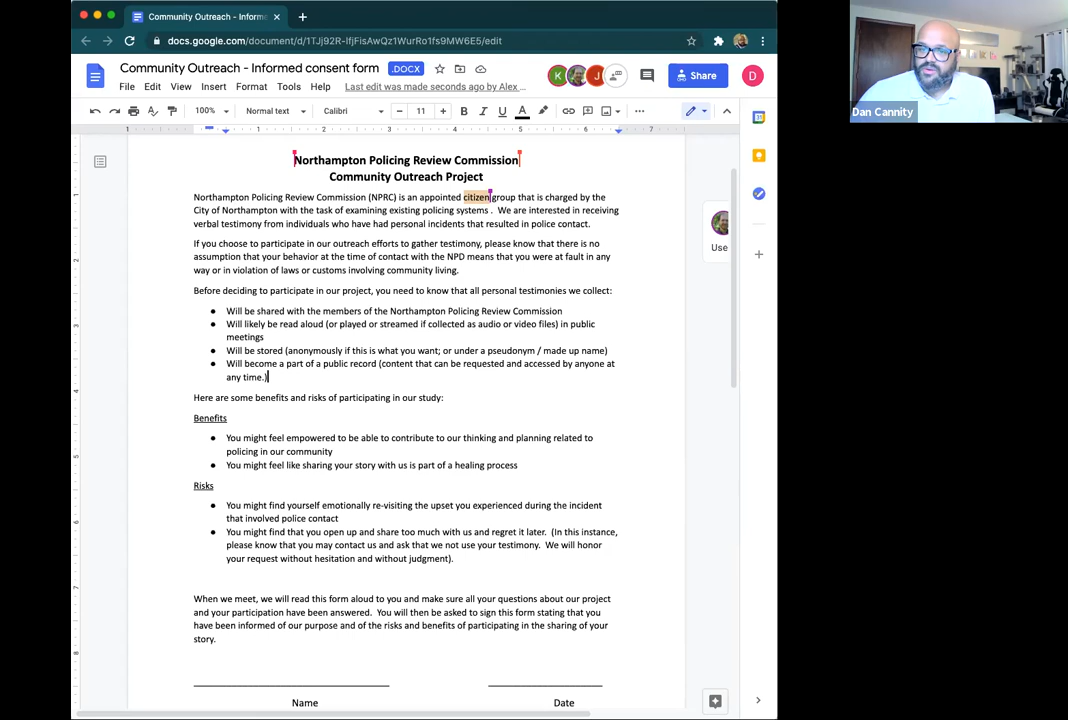 Community Outreach - Informe
docs.google.com/document/d/1TJj92R-IfjFisAwQz1WurRo1fs9MW6E5/edit
Community Outreach - Informed consent form .DOCX
K J Share D
File Edit View Insert Format Tools Help Last edit was made seconds ago by Alex ...
100% Normal text Calibri 11 B I U A
1 1 2 3 4 5 6 7
Northampton Policing Review Commission
Community Outreach Project
Northampton Policing Review Commission (NPRC) is an appointed citizen group that is charged by the
City of Northampton with the task of examining existing policing systems . We are interested in receiving
verbal testimony from individuals who have had personal incidents that resulted in police contact.
If you choose to participate in our outreach efforts to gather testimony, please know that there is no
assumption that your behavior at the time of contact with the NPD means that you were at fault in any
way or in violation of laws or customs involving community living.
Before deciding to participate in our project, you need to know that all personal testimonies we collect:
● Will be shared with the members of the Northampton Policing Review Commission
● Will likely be read aloud (or played or streamed if collected as audio or video files) in public
meetings
● Will be stored (anonymously if this is what you want; or under a pseudonym / made up name)
● Will become a part of a public record (content that can be requested and accessed by anyone at
any time.)
Here are some benefits and risks of participating in our study:
Benefits
● You might feel empowered to be able to contribute to our thinking and planning related to
policing in our community
● You might feel like sharing your story with us is part of a healing process
Risks
● You might find yourself emotionally re-visiting the upset you experienced during the incident
that involved police contact
● You might find that you open up and share too much with us and regret it later. (In this instance,
please know that you may contact us and ask that we not use your testimony. We will honor
your request without hesitation and without judgment).
When we meet, we will read this form aloud to you and make sure all your questions about our project
and your participation have been answered. You will then be asked to sign this form stating that you
have been informed of our purpose and of the risks and benefits of participating in the sharing of your
story.
Name Date
Use
Dan Cannity